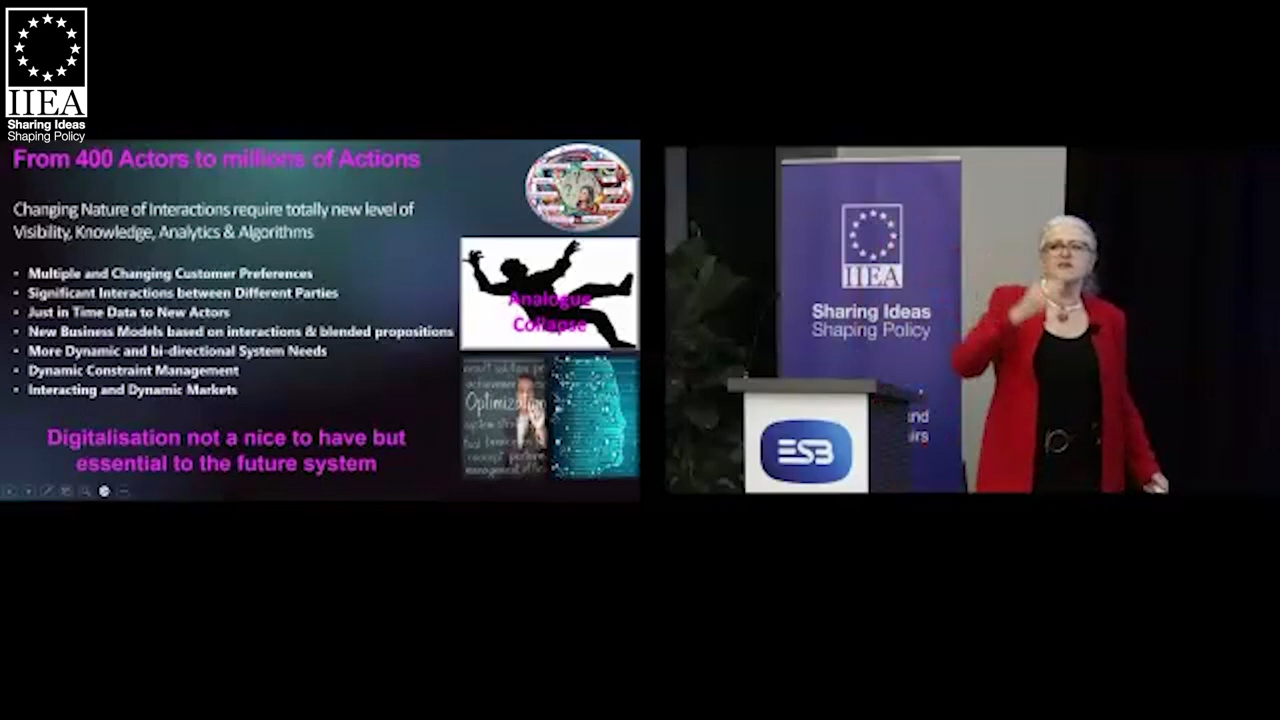 IIEA
Sharing Ideas
Shaping Policy
From 400 Actors to millions of Actions
Changing Nature of Interactions require totally new level of
Visibility, Knowledge, Analytics & Algorithms
• Multiple and Changing Customer Preferences
• Significant Interactions between Different Parties
• Just in Time Data to New Actors
• New Business Models based on interactions & blended propositions
• More Dynamic and bi-directional System Needs
• Dynamic Constraint Management
• Interacting and Dynamic Markets
Digitalisation not a nice to have but
essential to the future system
Analogue
Collapse
Optimization
IIEA
Sharing Ideas
Shaping Policy
ESB